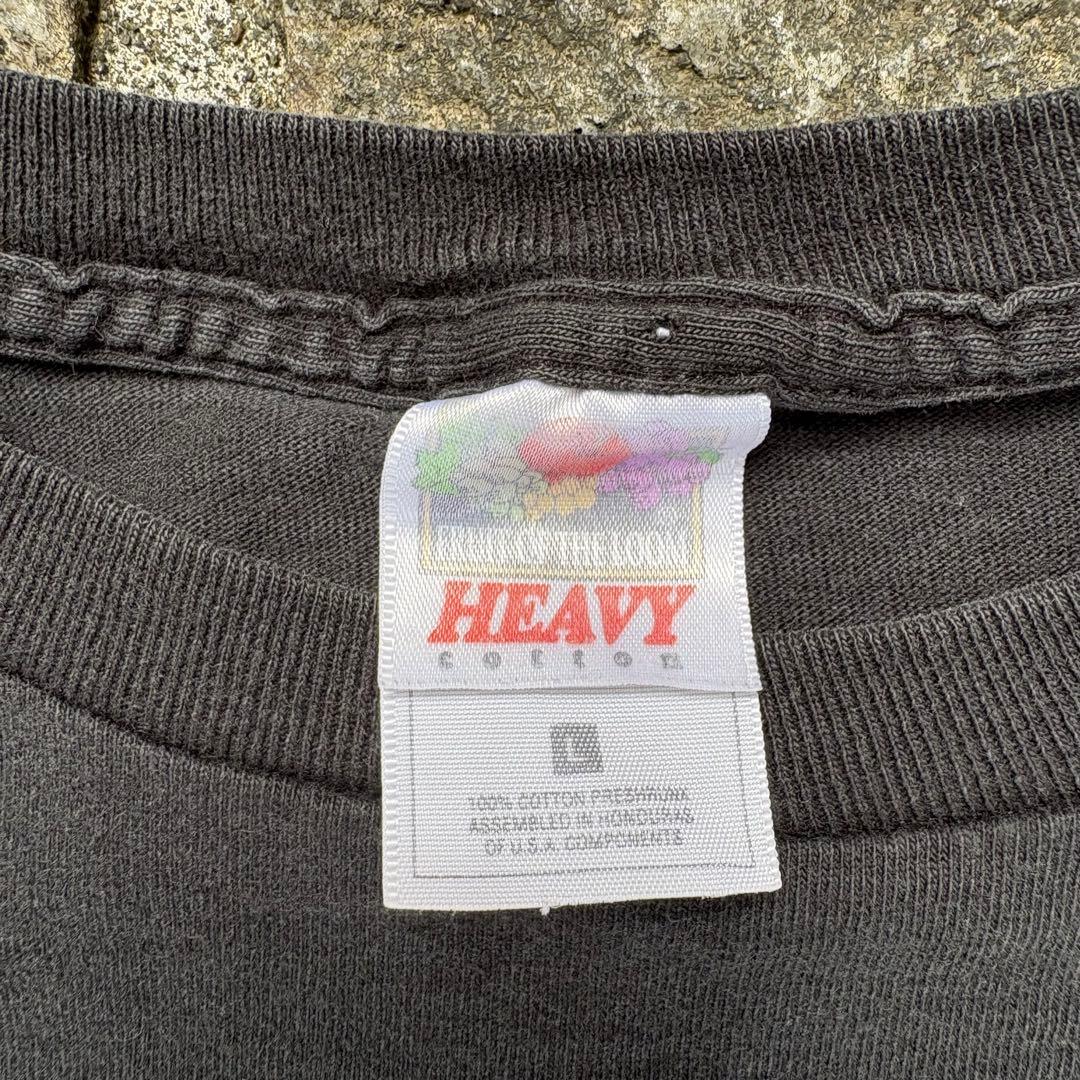 FRUIT OF THE LOOM
HEAVY
cotton
L
100% COTTON PRESHRUNK
ASSEMBLED IN HONDURAS
OF U.S.A. COMPONENTS